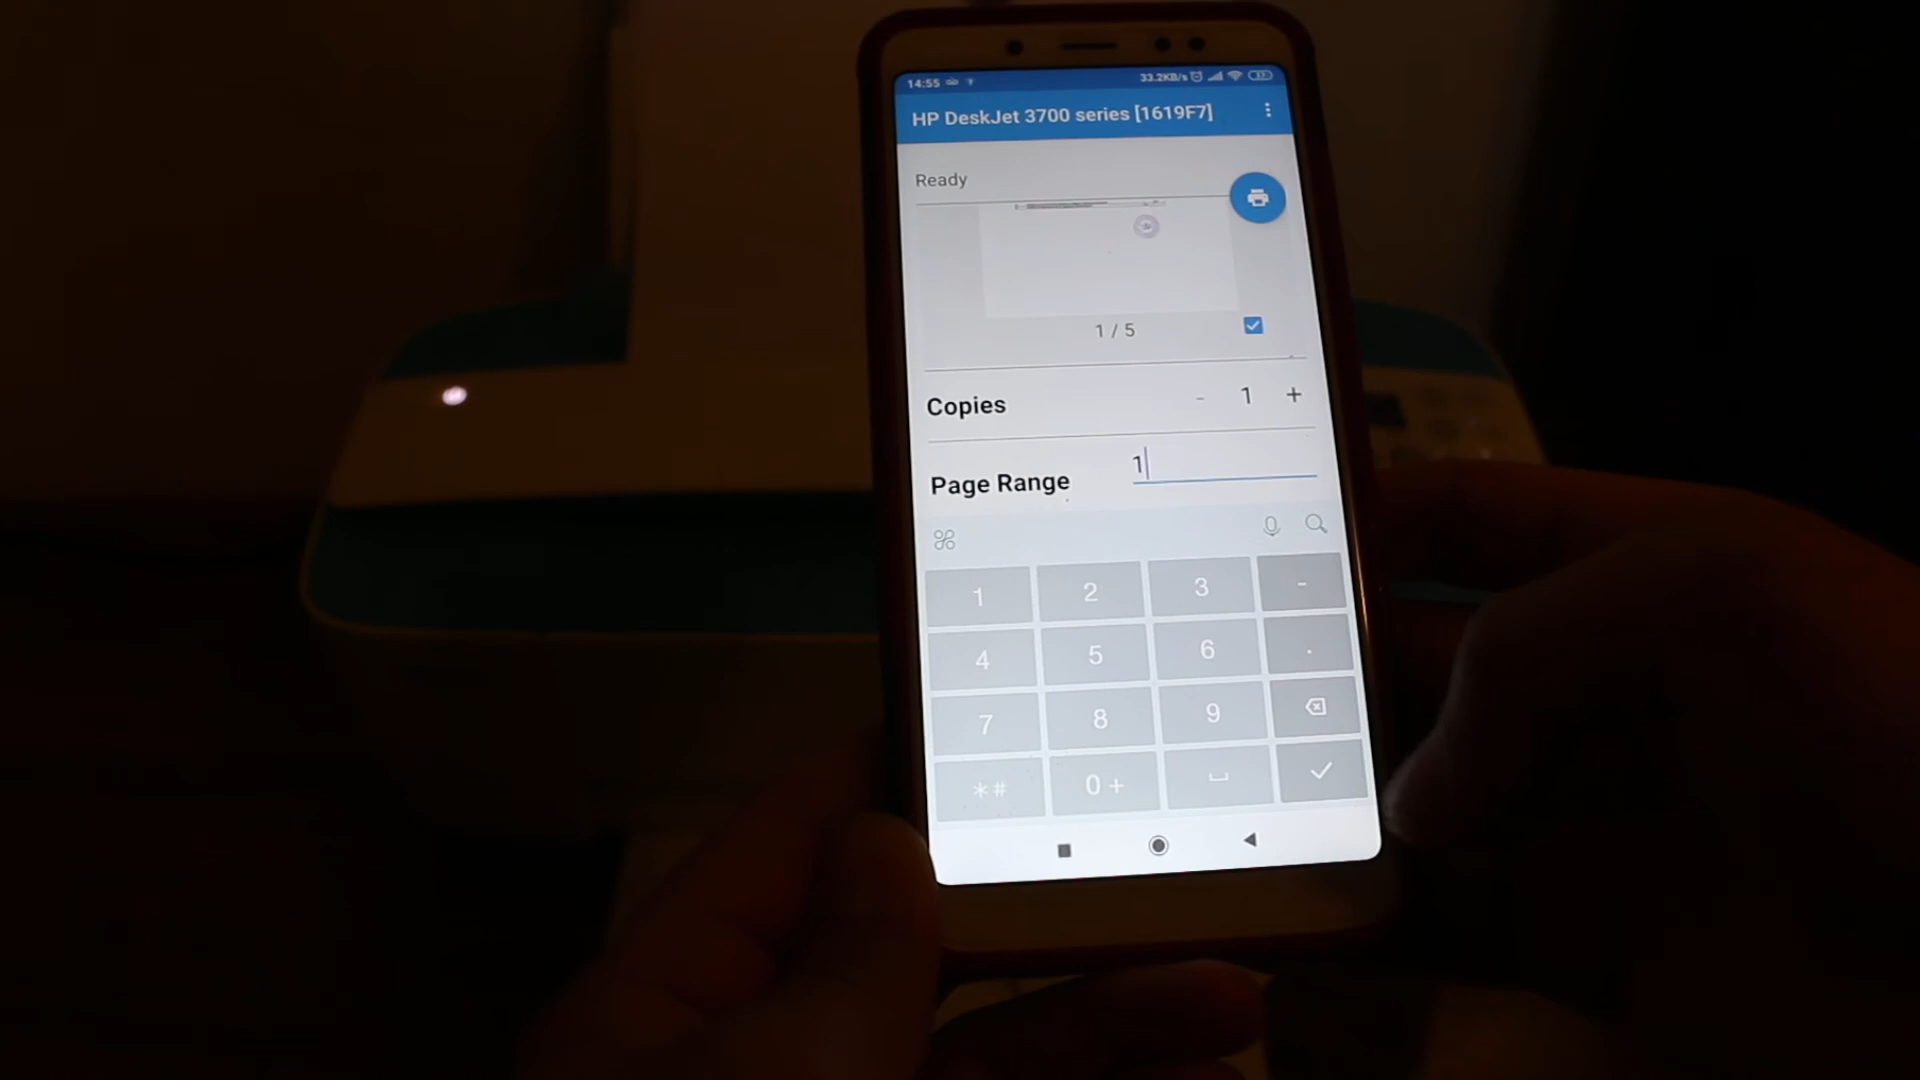 14:55 33.2KB/s
HP DeskJet 3700 series [1619F7]
Ready
1 / 5
Copies - 1 +
Page Range 1
1 2 3 -
4 5 6 .
7 8 9
*# 0 +